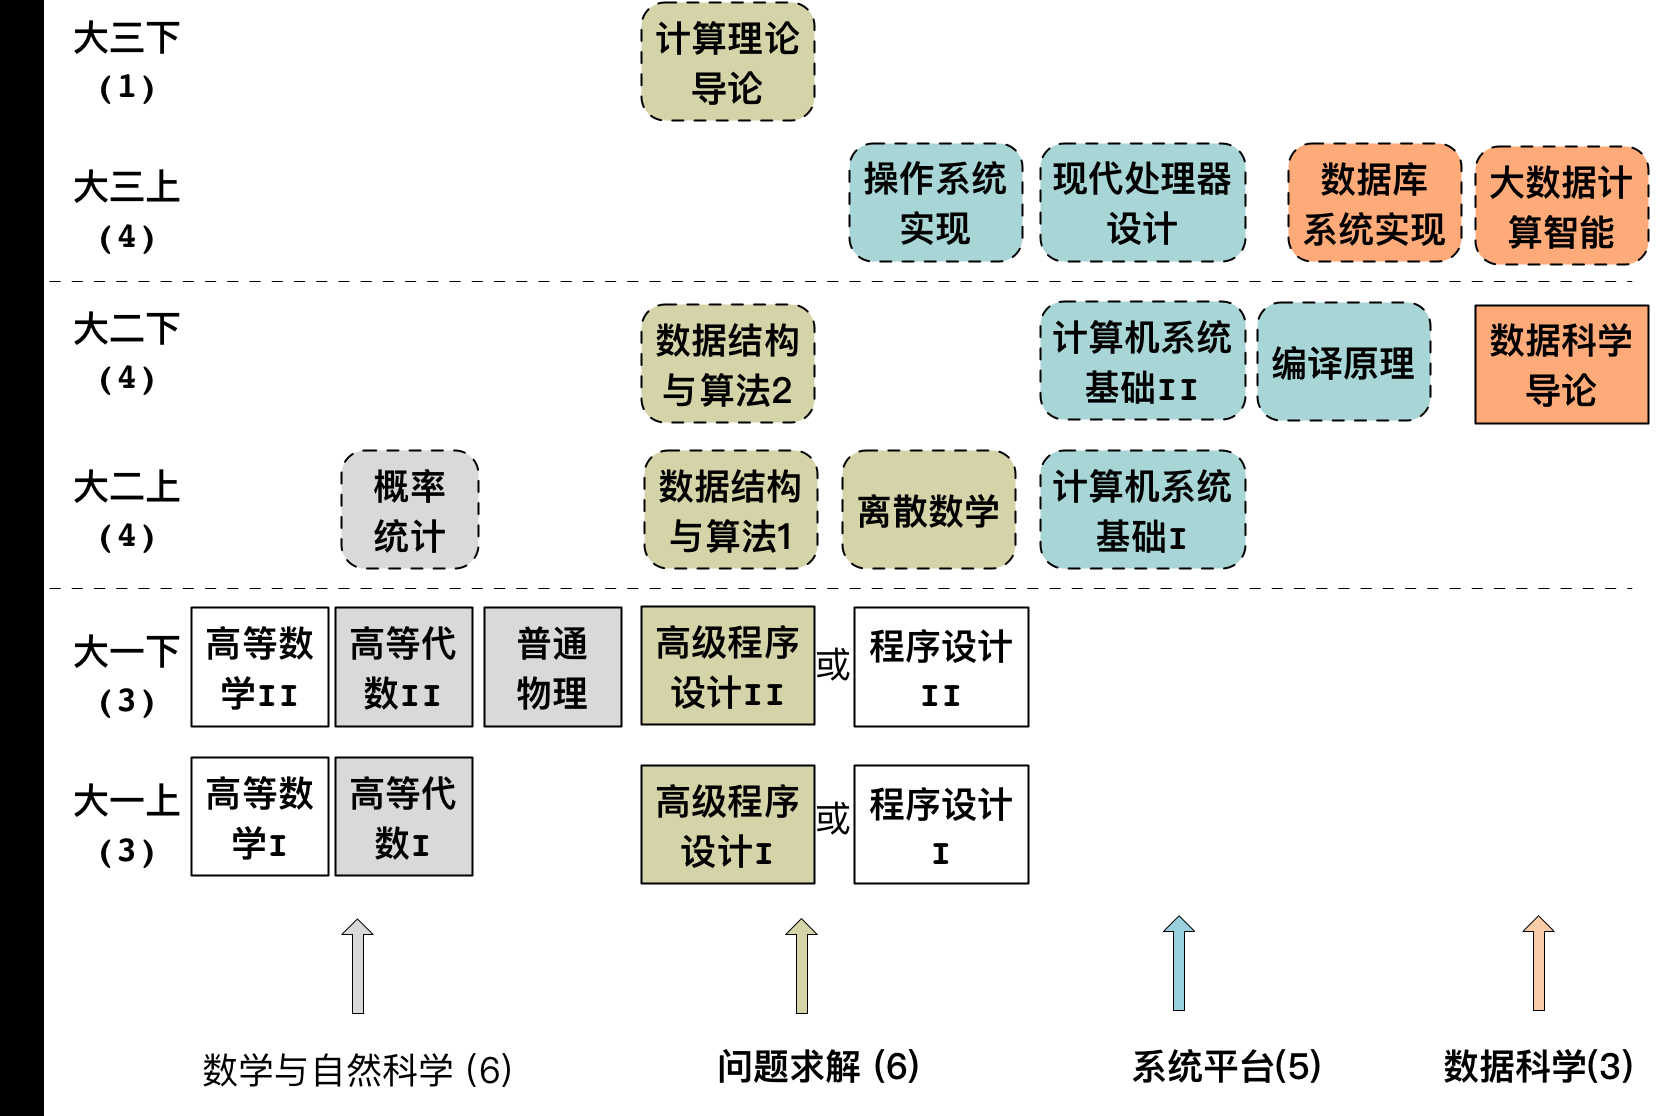 大三下
(1)
计算理论
导论
大三上
(4)
操作系统
实现
现代处理器
设计
数据库
系统实现
大数据计
算智能
大二下
(4)
数据结构
与算法2
计算机系统
基础II
编译原理
数据科学
导论
大二上
(4)
概率
统计
数据结构
与算法1
离散数学
计算机系统
基础I
大一下
(3)
高等数
学II
高等代
数II
普通
物理
高级程序
设计II
或
程序设计
II
大一上
(3)
高等数
学I
高等代
数I
高级程序
设计I
或
程序设计
I
数学与自然科学 (6)
问题求解 (6)
系统平台(5)
数据科学(3)